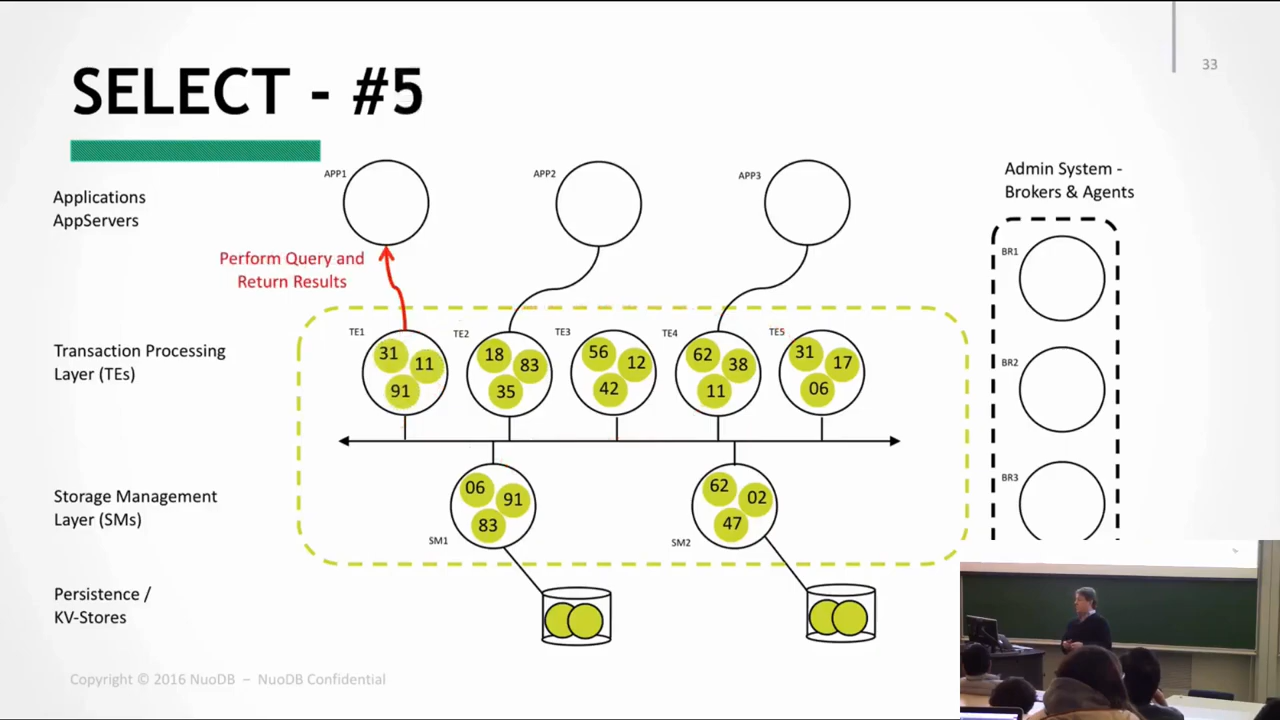 33
SELECT - #5
Applications
AppServers
APP1
APP2
APP3
Admin System -
Brokers & Agents
BR1
BR2
BR3
Perform Query and
Return Results
Transaction Processing
Layer (TEs)
TE1
31
11
91
TE2
18
83
35
TE3
56
12
42
TE4
62
38
11
TE5
31
17
06
Storage Management
Layer (SMs)
06
91
83
SM1
62
02
47
SM2
Persistence /
KV-Stores
Copyright © 2016 NuoDB – NuoDB Confidential